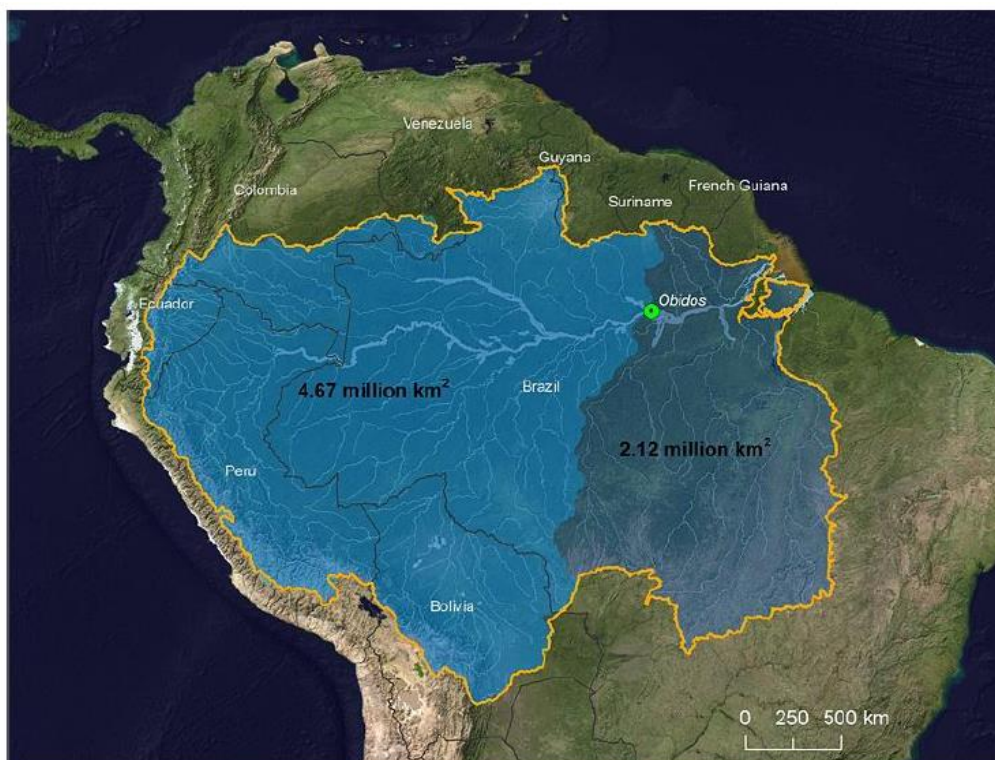 Venezuela
Guyana
Colombia
Suriname
French Guiana
Ecuador
Obidos
4.67 million km²
Brazil
2.12 million km²
Peru
Bolivia
0 250 500 km